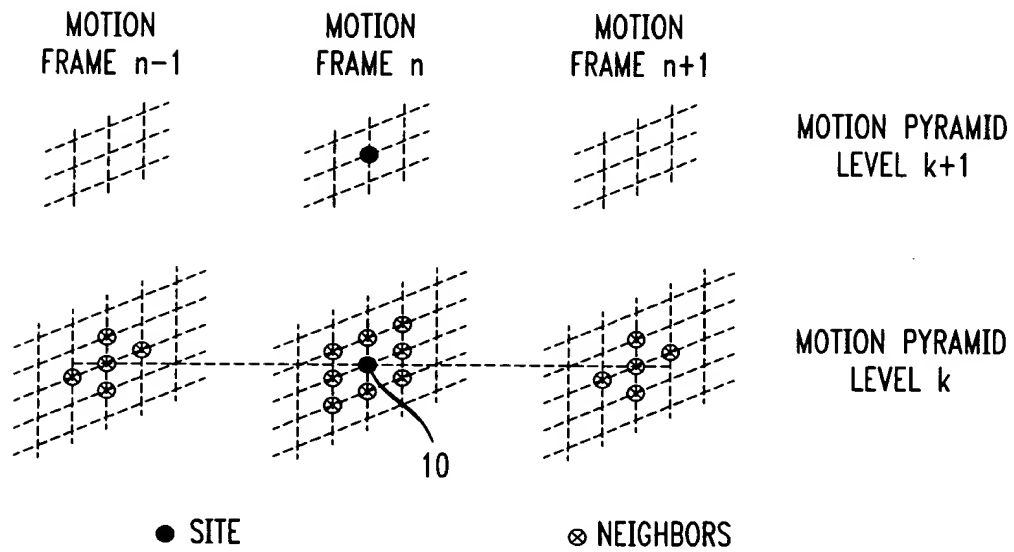 MOTION
FRAME n-1
MOTION
FRAME n
MOTION
FRAME n+1
MOTION PYRAMID
LEVEL k+1
MOTION PYRAMID
LEVEL k
10
SITE
NEIGHBORS